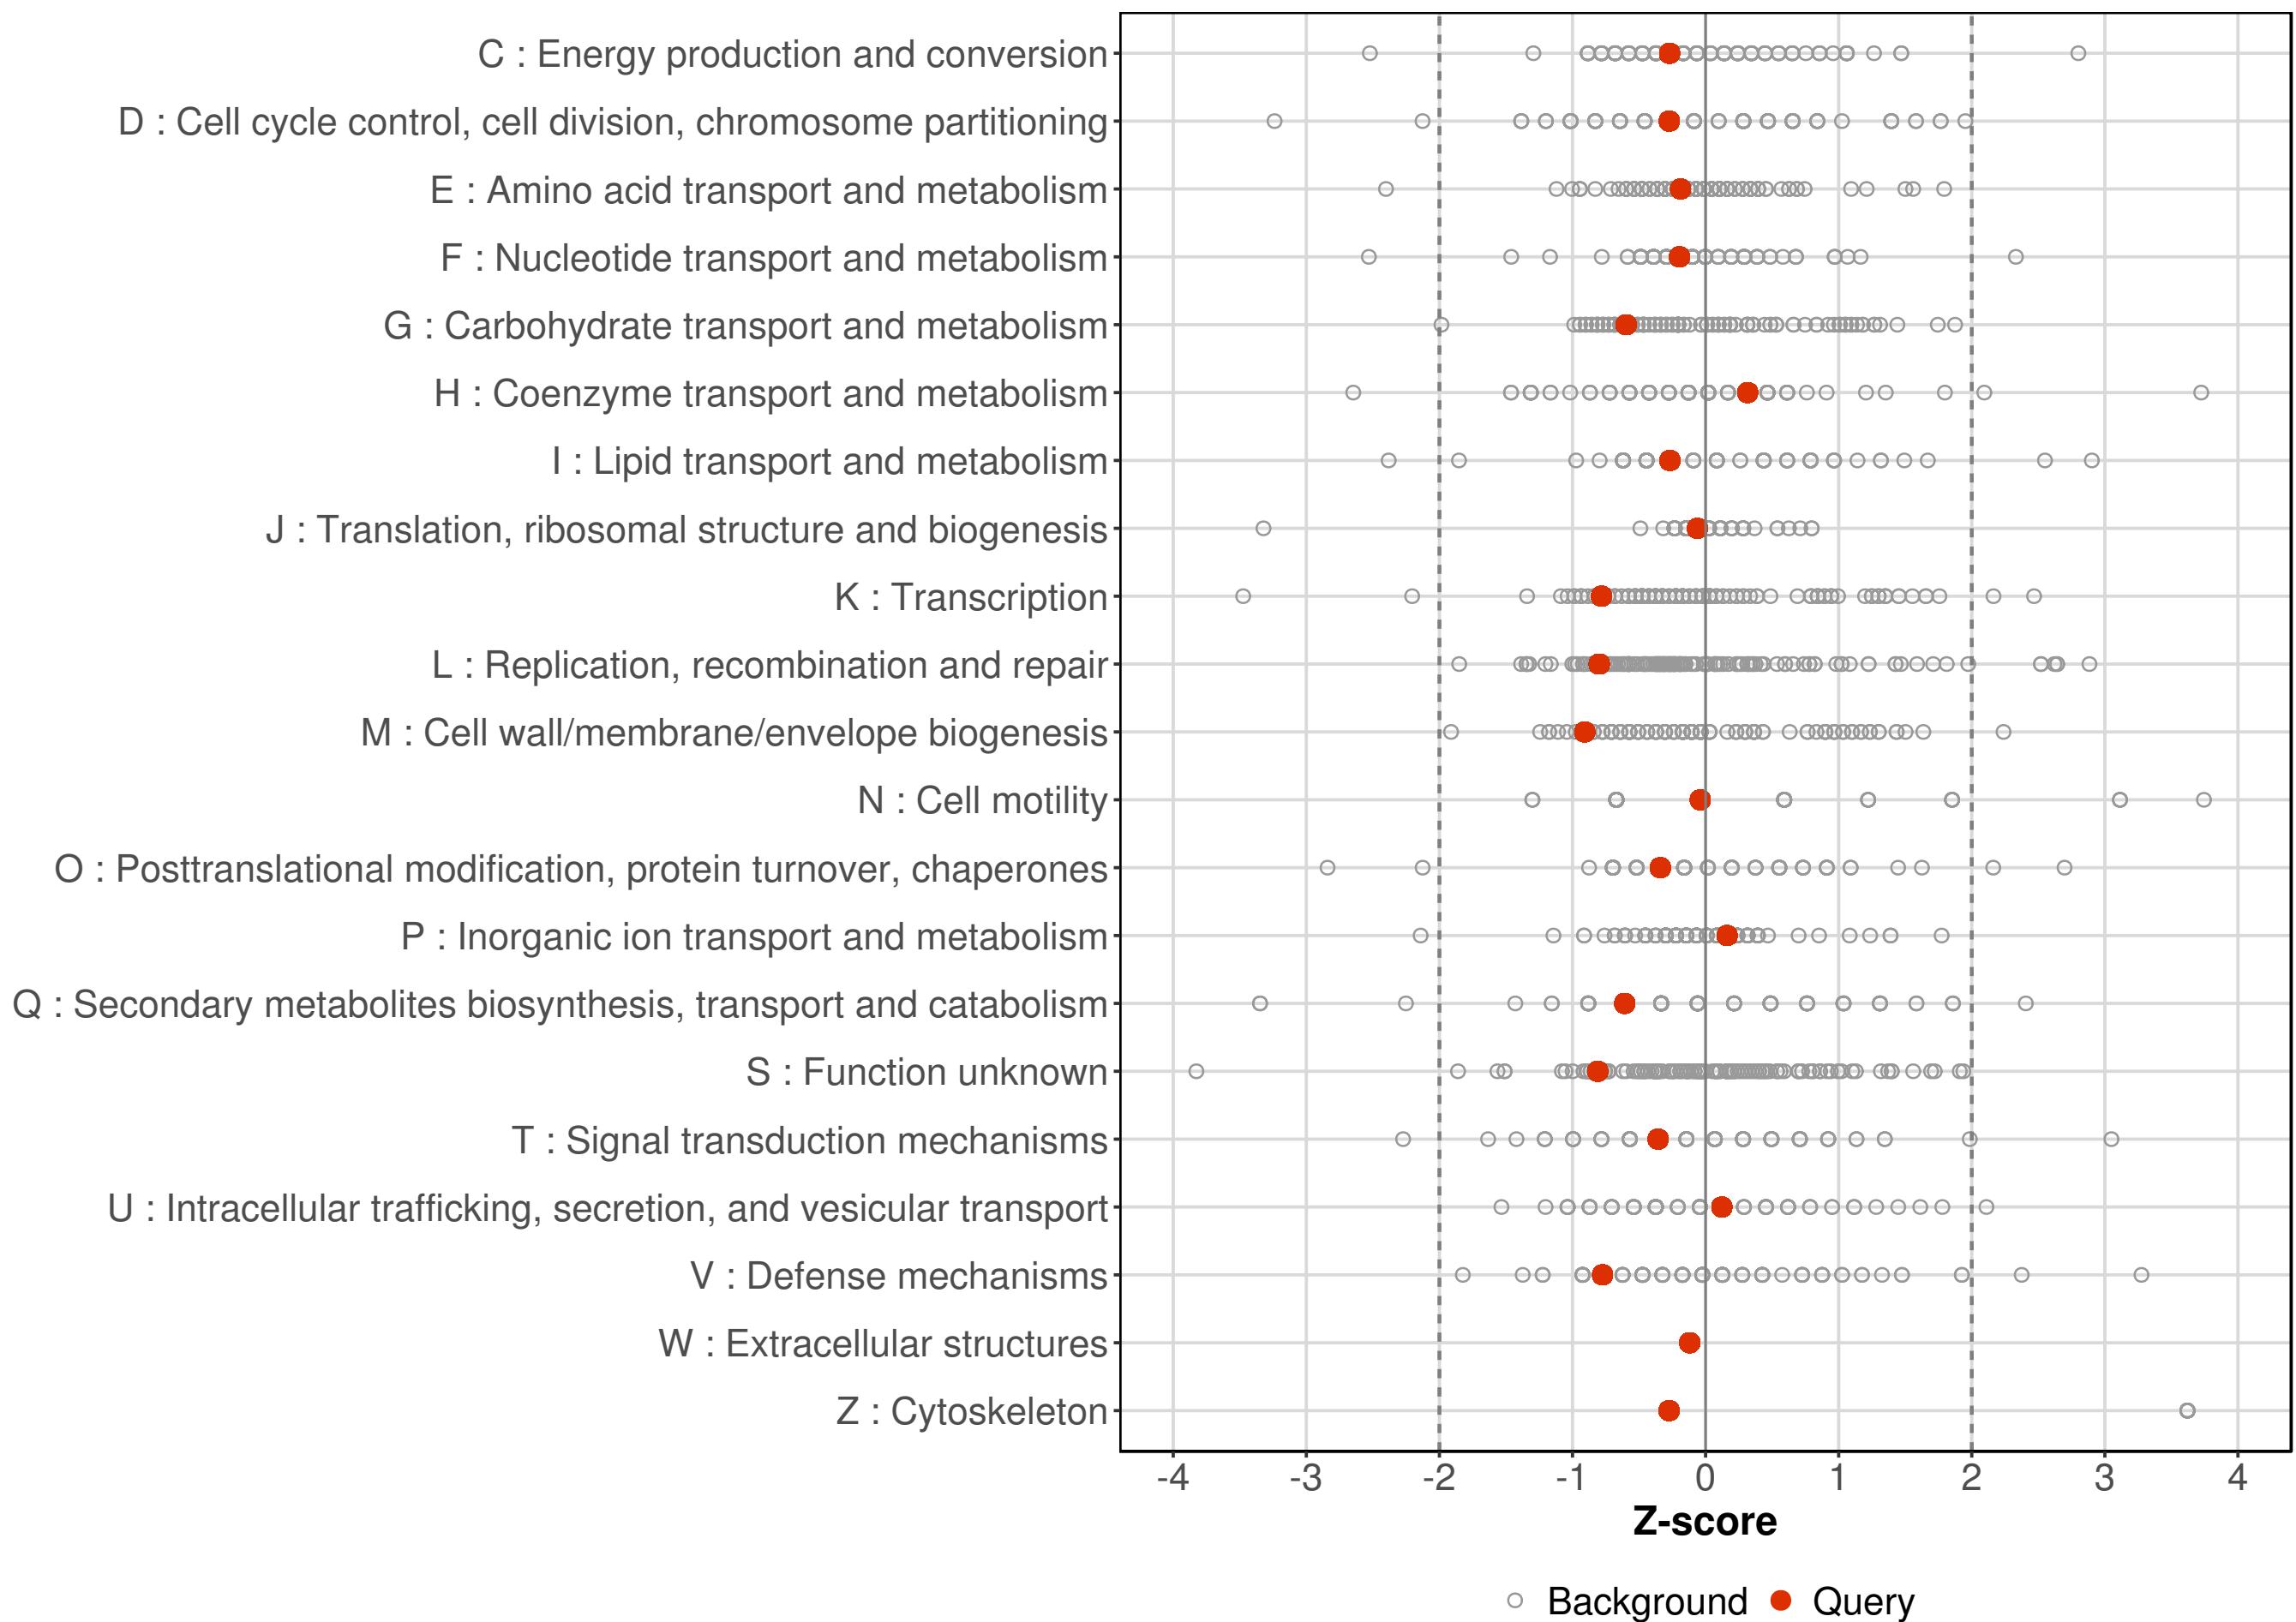 C : Energy production and conversion
D : Cell cycle control, cell division, chromosome partitioning
E : Amino acid transport and metabolism
F : Nucleotide transport and metabolism
G : Carbohydrate transport and metabolism
H : Coenzyme transport and metabolism
I : Lipid transport and metabolism
J : Translation, ribosomal structure and biogenesis
K : Transcription
L : Replication, recombination and repair
M : Cell wall/membrane/envelope biogenesis
N : Cell motility
O : Posttranslational modification, protein turnover, chaperones
P : Inorganic ion transport and metabolism
Q : Secondary metabolites biosynthesis, transport and catabolism
S : Function unknown
T : Signal transduction mechanisms
U : Intracellular trafficking, secretion, and vesicular transport
V : Defense mechanisms
W : Extracellular structures
Z : Cytoskeleton
-4 -3 -2 -1 0 1 2 3 4
Z-score
Background Query